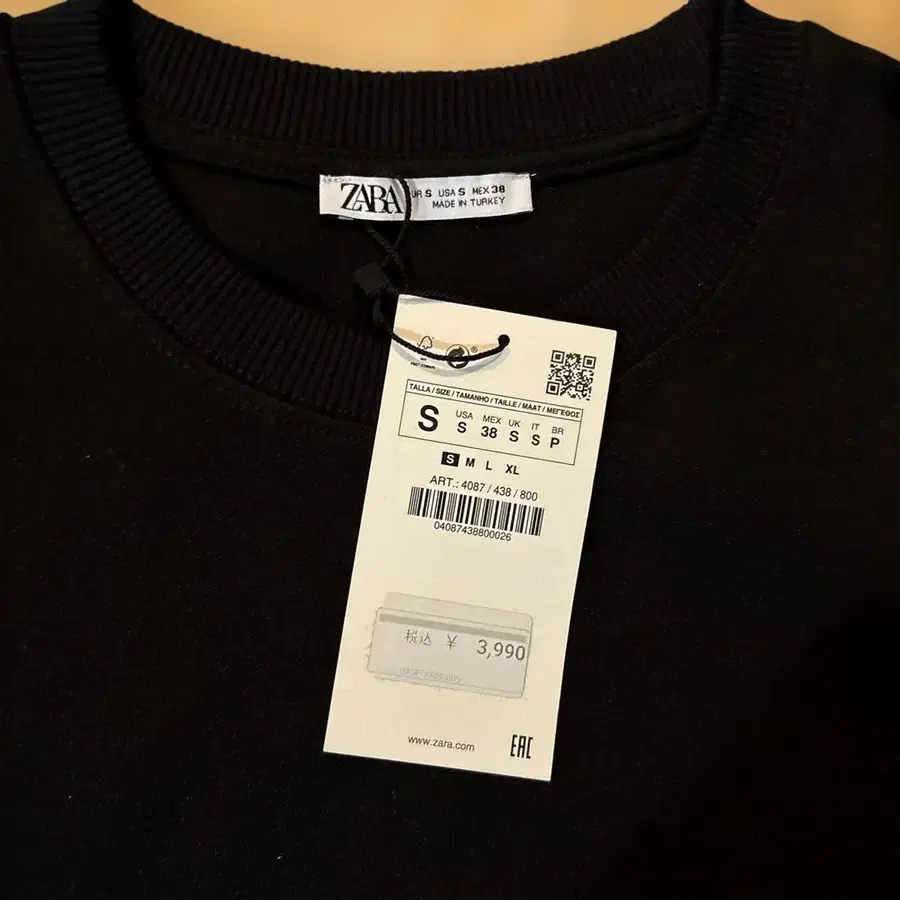 ZARA
EUR S USA S MEX 38
MADE IN TURKEY
TALLA / SIZE / TAMANHO / TAILLE / MAAT / ΜΕΓΕΘΟΣ
S
USA MEX UK IT BR
S 38 S S P
S M L XL
ART.: 4087 / 438 / 800
04087438800026
税込 ¥ 3,990
www.zara.com
EAC